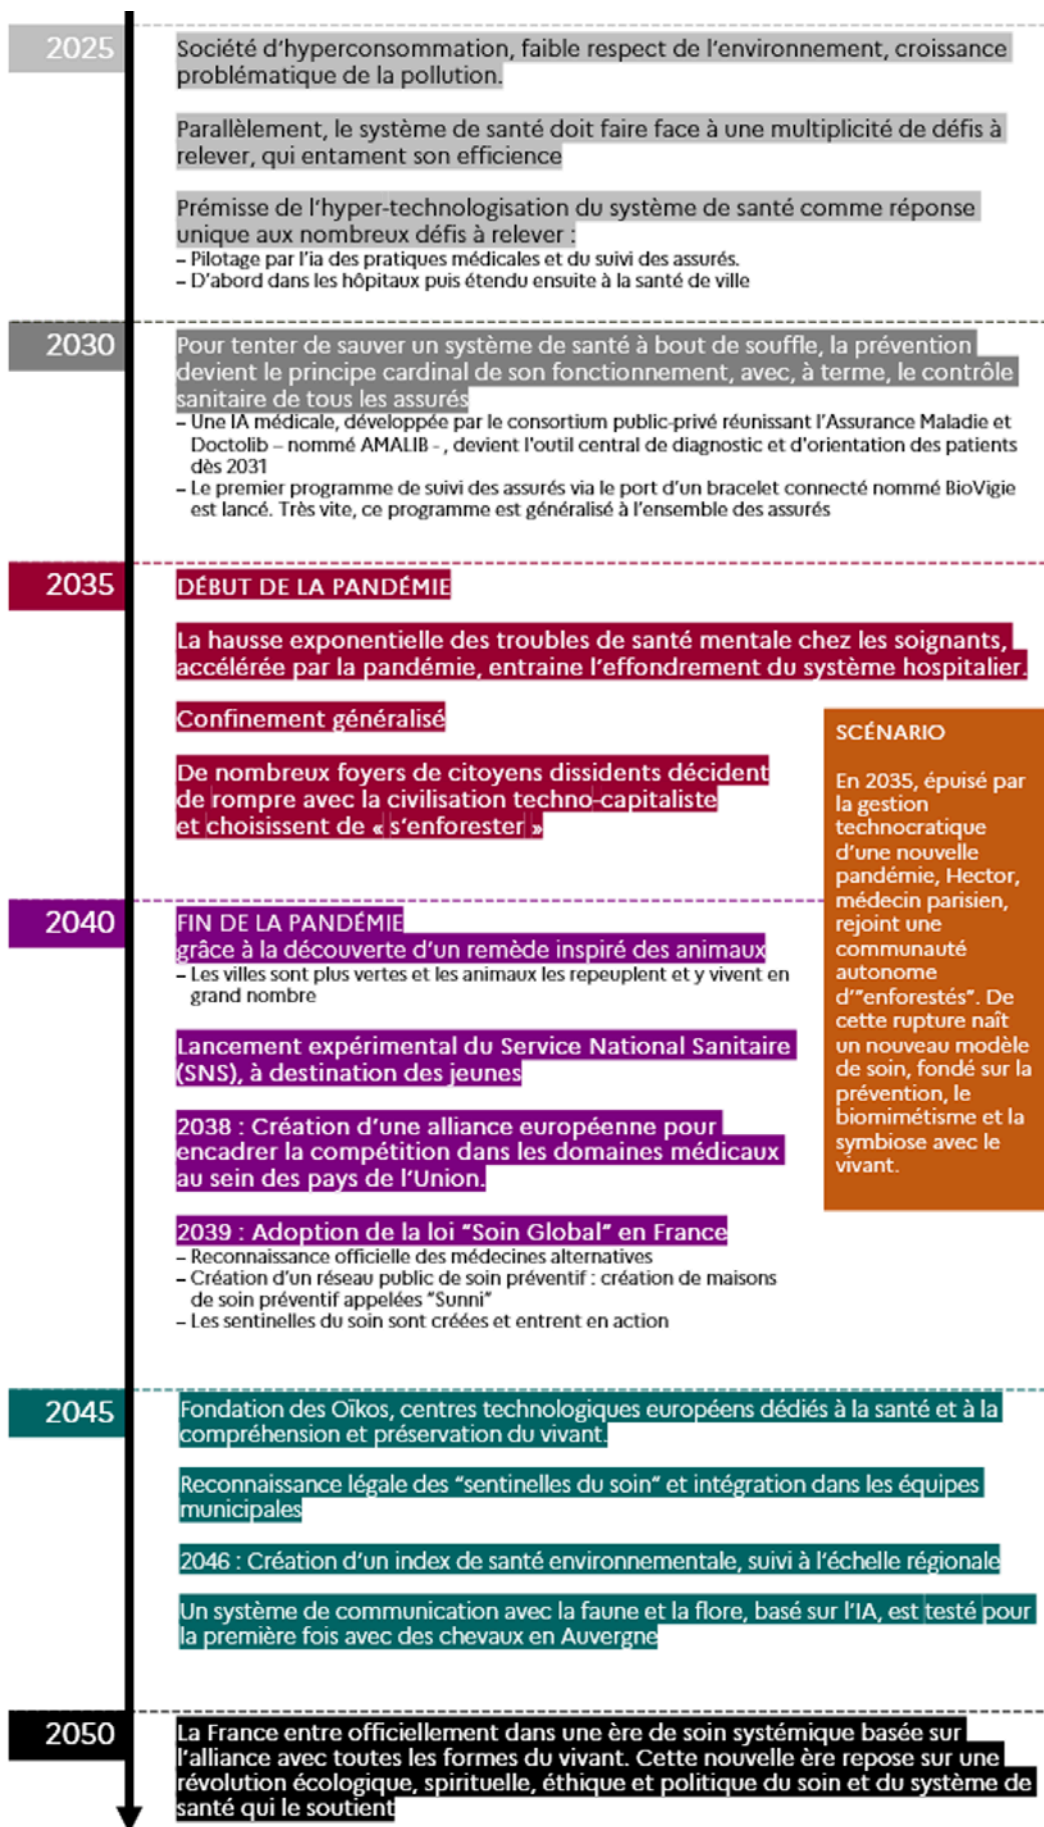 2025
Société d’hyperconsommation, faible respect de l’environnement, croissance
problématique de la pollution.
Parallèlement, le système de santé doit faire face à une multiplicité de défis à
relever, qui entament son efficience
Prémisse de l’hyper-technologisation du système de santé comme réponse
unique aux nombreux défis à relever :
– Pilotage par l’ia des pratiques médicales et du suivi des assurés.
– D’abord dans les hôpitaux puis étendu ensuite à la santé de ville
2030
Pour tenter de sauver un système de santé à bout de souffle, la prévention
devient le principe cardinal de son fonctionnement, avec, à terme, le contrôle
sanitaire de tous les assurés
– Une IA médicale, développée par le consortium public-privé réunissant l’Assurance Maladie et
Doctolib – nommé AMALIB - , devient l'outil central de diagnostic et d'orientation des patients
dès 2031
– Le premier programme de suivi des assurés via le port d’un bracelet connecté nommé BioVigie
est lancé. Très vite, ce programme est généralisé à l’ensemble des assurés
2035
DÉBUT DE LA PANDÉMIE
La hausse exponentielle des troubles de santé mentale chez les soignants,
accélérée par la pandémie, entraine l’effondrement du système hospitalier.
Confinement généralisé
De nombreux foyers de citoyens dissidents décident
de rompre avec la civilisation techno-capitaliste
et choisissent de « s’enforester »
SCÉNARIO
En 2035, épuisé par
la gestion
technocratique
d’une nouvelle
pandémie, Hector,
médecin parisien,
rejoint une
communauté
autonome
d’"enforestés". De
cette rupture naît
un nouveau modèle
de soin, fondé sur la
prévention, le
biomimétisme et la
symbiose avec le
vivant.
2040
FIN DE LA PANDÉMIE
grâce à la découverte d’un remède inspiré des animaux
– Les villes sont plus vertes et les animaux les repeuplent et y vivent en
grand nombre
Lancement expérimental du Service National Sanitaire
(SNS), à destination des jeunes
2038 : Création d’une alliance européenne pour
encadrer la compétition dans les domaines médicaux
au sein des pays de l’Union.
2039 : Adoption de la loi “Soin Global” en France
– Reconnaissance officielle des médecines alternatives
– Création d’un réseau public de soin préventif : création de maisons
de soin préventif appelées “Sunni”
– Les sentinelles du soin sont créées et entrent en action
2045
Fondation des Oïkos, centres technologiques européens dédiés à la santé et à la
compréhension et préservation du vivant.
Reconnaissance légale des “sentinelles du soin” et intégration dans les équipes
municipales
2046 : Création d’un index de santé environnementale, suivi à l’échelle régionale
Un système de communication avec la faune et la flore, basé sur l’IA, est testé pour
la première fois avec des chevaux en Auvergne
2050
La France entre officiellement dans une ère de soin systémique basée sur
l’alliance avec toutes les formes du vivant. Cette nouvelle ère repose sur une
révolution écologique, spirituelle, éthique et politique du soin et du système de
santé qui le soutient